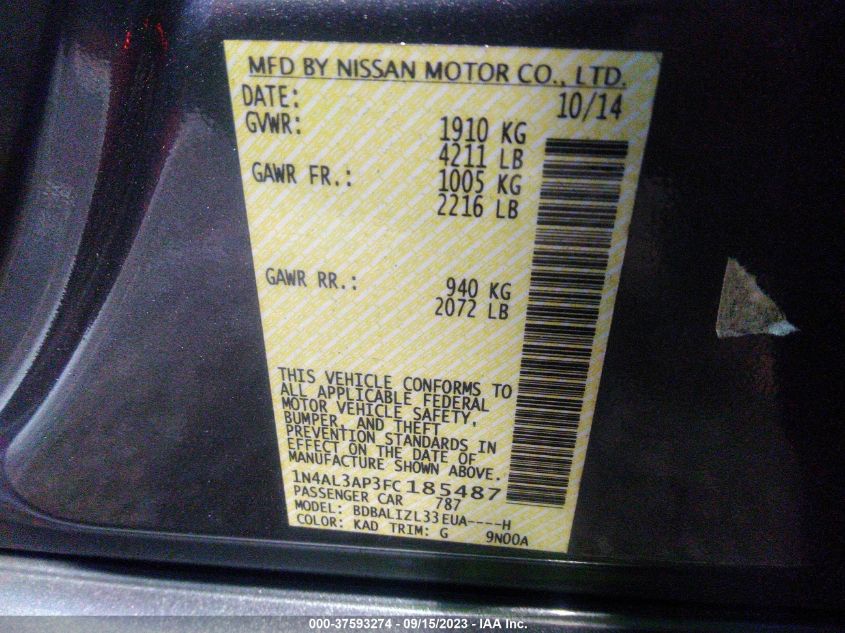 MFD BY NISSAN MOTOR CO., LTD.
DATE: 10/14
GVWR: 1910 KG
4211 LB
GAWR FR.: 1005 KG
2216 LB
GAWR RR.: 940 KG
2072 LB
THIS VEHICLE CONFORMS TO
ALL APPLICABLE FEDERAL
MOTOR VEHICLE SAFETY,
BUMPER, AND THEFT
PREVENTION STANDARDS IN
EFFECT ON THE DATE OF
MANUFACTURE SHOWN ABOVE.
1N4AL3AP3FC185487
PASSENGER CAR 787
MODEL: BDBALIZL33EUA----H
COLOR: KAD TRIM: G 9N00A
000-37593274 - 09/15/2023 - IAA Inc.